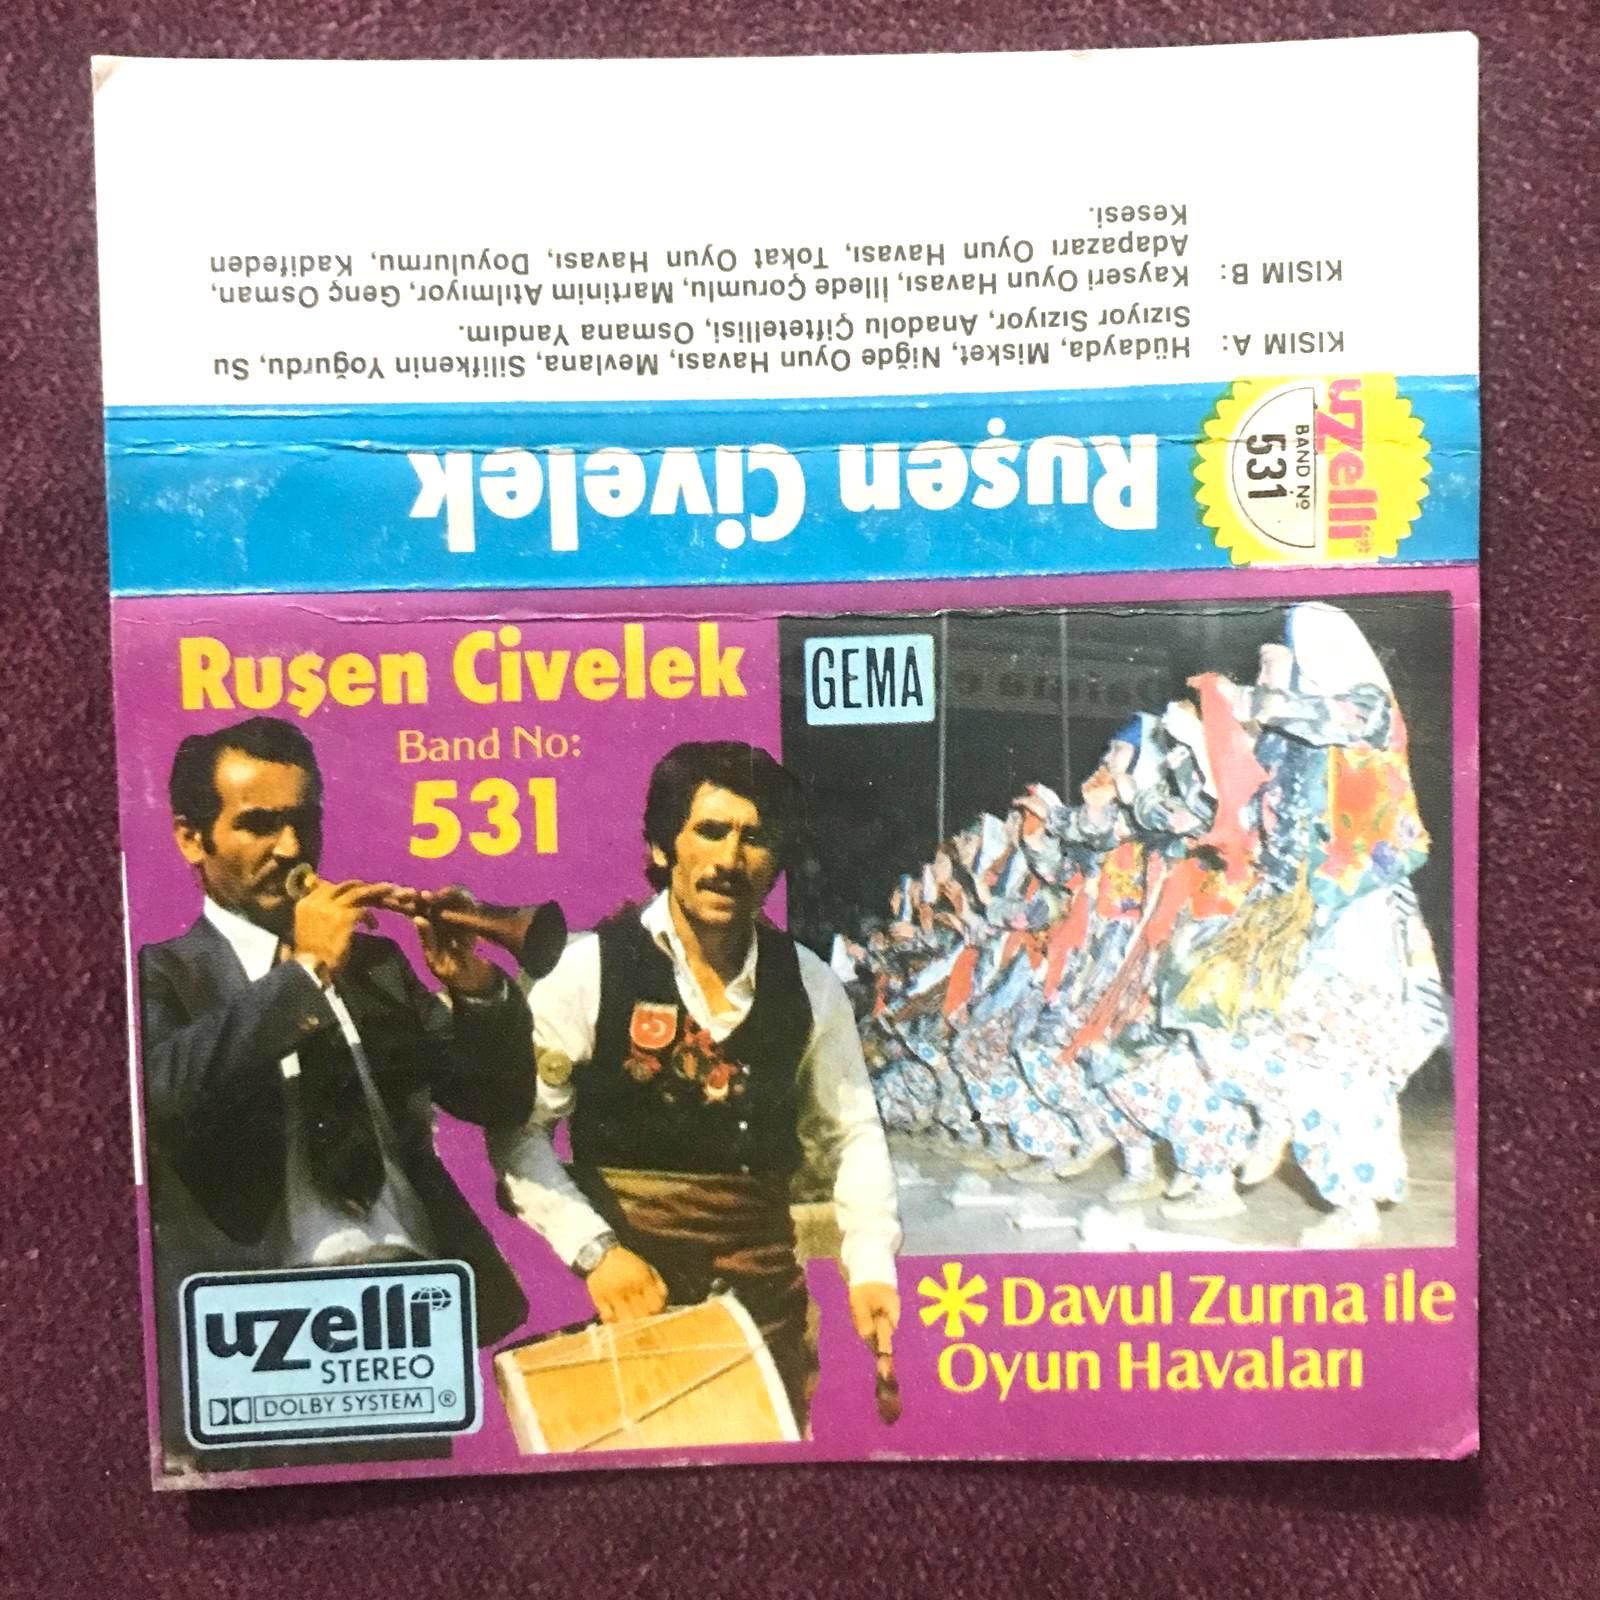 KISIM A: Hüdayda, Misket, Niğde Oyun Havası, Mevlana, Silifkenin Yoğurdu, Su
Sızıyor Sızıyor, Anadolu Çiftetellisi, Osmana Yandım.
KISIM B: Kayseri Oyun Havası, İllede Çorumlu, Martinim Atılmıyor, Genç Osman,
Adapazarı Oyun Havası, Tokat Oyun Havası, Doyulurmu, Kadifeden
Kesesi.
Ruşen Civelek
uzelli
BAND Nº
531
Ruşen Civelek
Band No:
531
GEMA
uzelli
STEREO
DOLBY SYSTEM ®
* Davul Zurna ile
Oyun Havaları